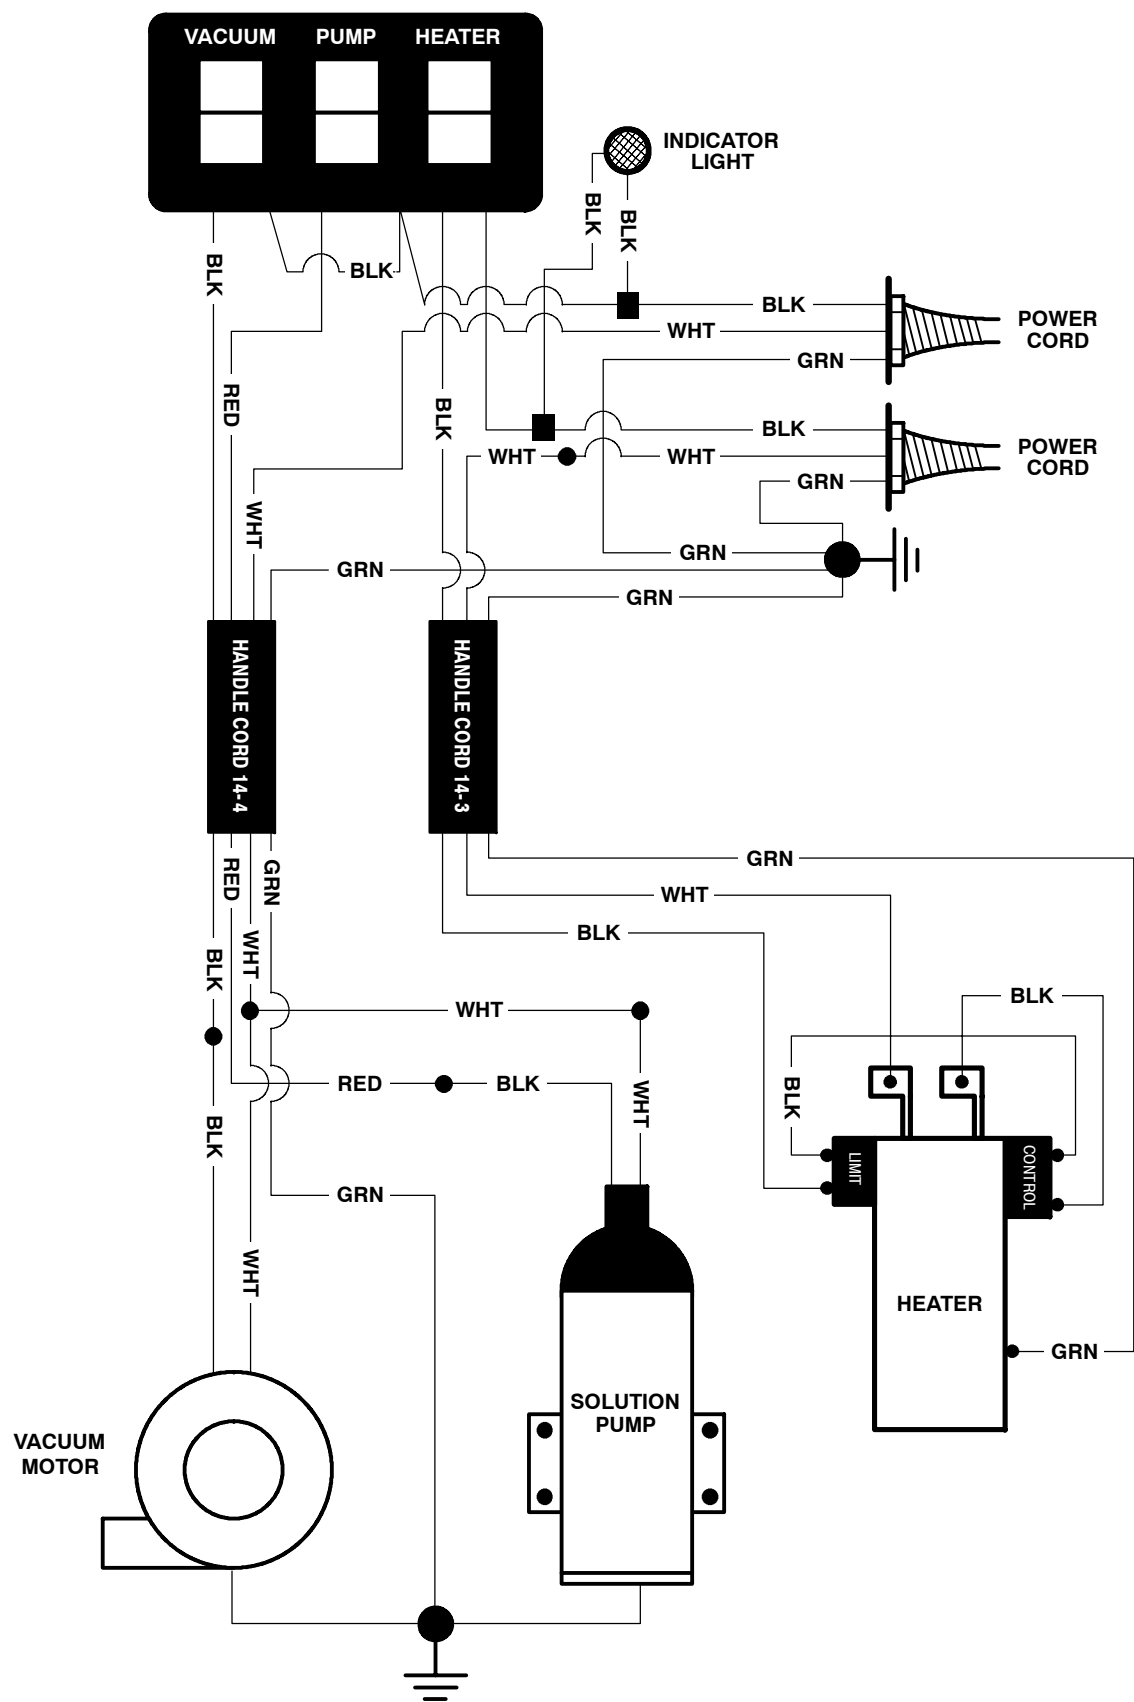 VACUUM PUMP HEATER
INDICATOR
LIGHT
BLK
BLK
BLK
BLK
BLK
POWER
CORD
WHT
GRN
RED
BLK
BLK
POWER
CORD
WHT
WHT
GRN
WHT
GRN
GRN
GRN
HANDLE CORD 14-4
HANDLE CORD 14-3
GRN
RED
GRN
WHT
BLK
WHT
BLK
BLK
WHT
RED
BLK
WHT
BLK
BLK
LIMIT
CONTROL
GRN
WHT
HEATER
GRN
SOLUTION
PUMP
VACUUM
MOTOR